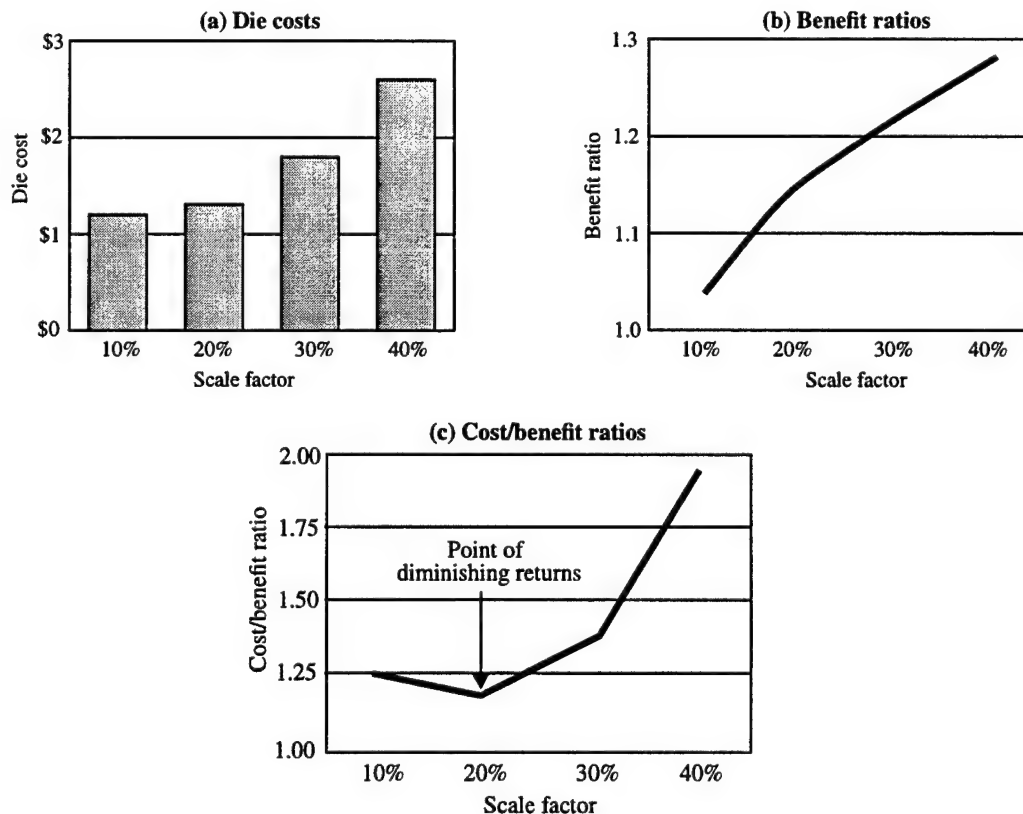 (a) Die costs
$3
$2
$1
$0
Die cost
10% 20% 30% 40%
Scale factor
(b) Benefit ratios
1.3
1.2
1.1
1.0
Benefit ratio
10% 20% 30% 40%
Scale factor
(c) Cost/benefit ratios
2.00
1.75
1.50
1.25
1.00
Cost/benefit ratio
Point of
diminishing returns
10% 20% 30% 40%
Scale factor